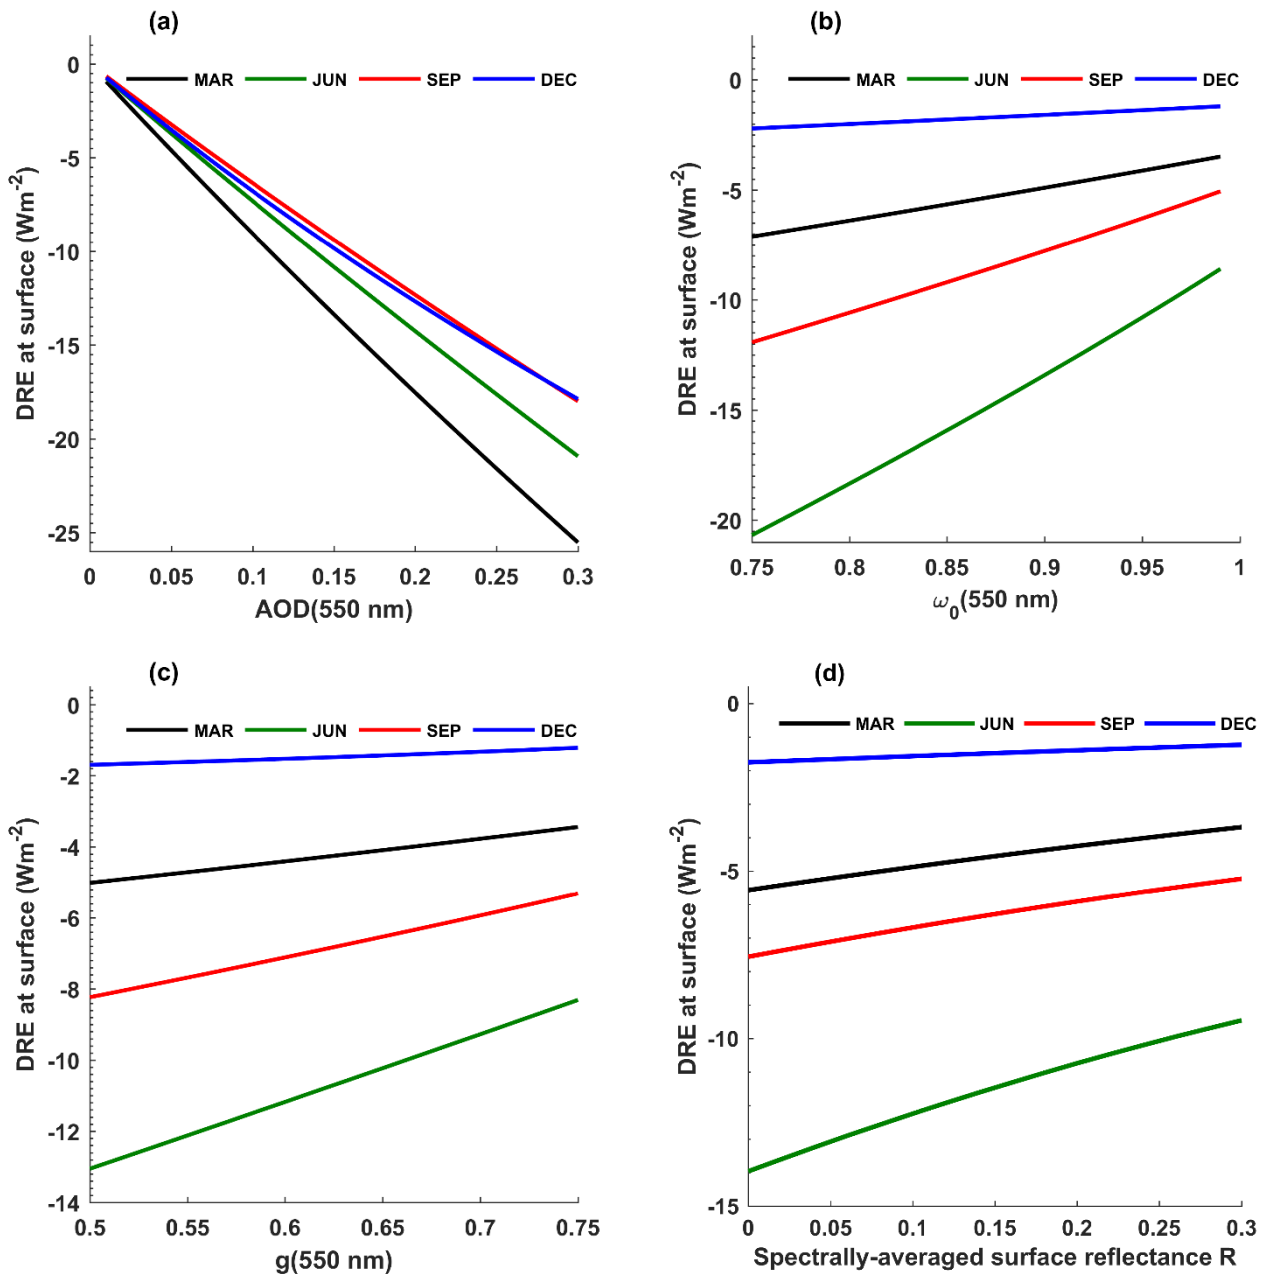 (a)
MAR JUN SEP DEC
0
-5
-10
-15
-20
-25
DRE at surface (Wm⁻²)
0 0.05 0.1 0.15 0.2 0.25 0.3
AOD(550 nm)
(b)
MAR JUN SEP DEC
0
-5
-10
-15
-20
DRE at surface (Wm⁻²)
0.75 0.8 0.85 0.9 0.95 1
ω₀(550 nm)
(c)
MAR JUN SEP DEC
0
-2
-4
-6
-8
-10
-12
-14
DRE at surface (Wm⁻²)
0.5 0.55 0.6 0.65 0.7 0.75
g(550 nm)
(d)
MAR JUN SEP DEC
0
-5
-10
-15
DRE at surface (Wm⁻²)
0 0.05 0.1 0.15 0.2 0.25 0.3
Spectrally-averaged surface reflectance R